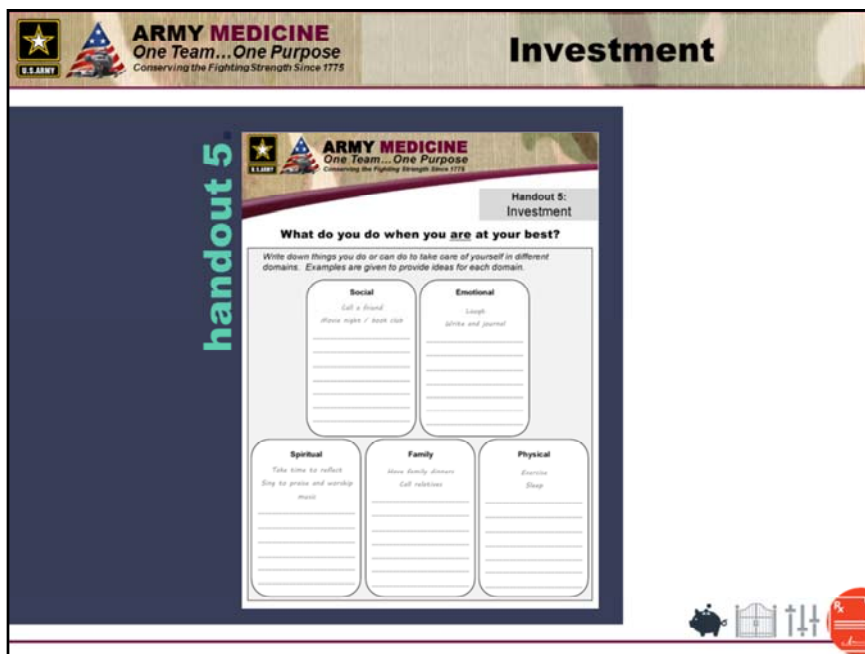 U.S.ARMY
ARMY MEDICINE
One Team...One Purpose
Conserving the Fighting Strength Since 1775
Investment
handout 5.
U.S.ARMY
ARMY MEDICINE
One Team...One Purpose
Conserving the Fighting Strength Since 1775
Handout 5:
Investment
What do you do when you are at your best?
Write down things you do or can do to take care of yourself in different
domains. Examples are given to provide ideas for each domain.
Social
Call a friend
Movie night / book club
Emotional
Laugh
Write and journal
Spiritual
Take time to reflect
Sing to praise and worship
music
Family
Have family dinners
Call relatives
Physical
Exercise
Sleep
Rx